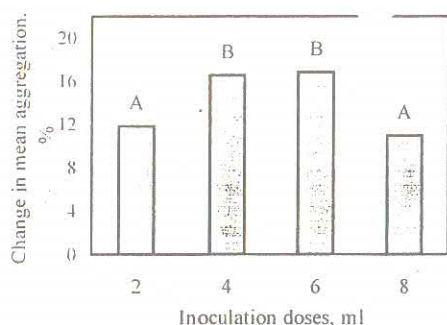 Change in mean aggregation.
%
20
16
12
8
4
0
A
B
B
A
2 4 6 8
Inoculation doses, ml